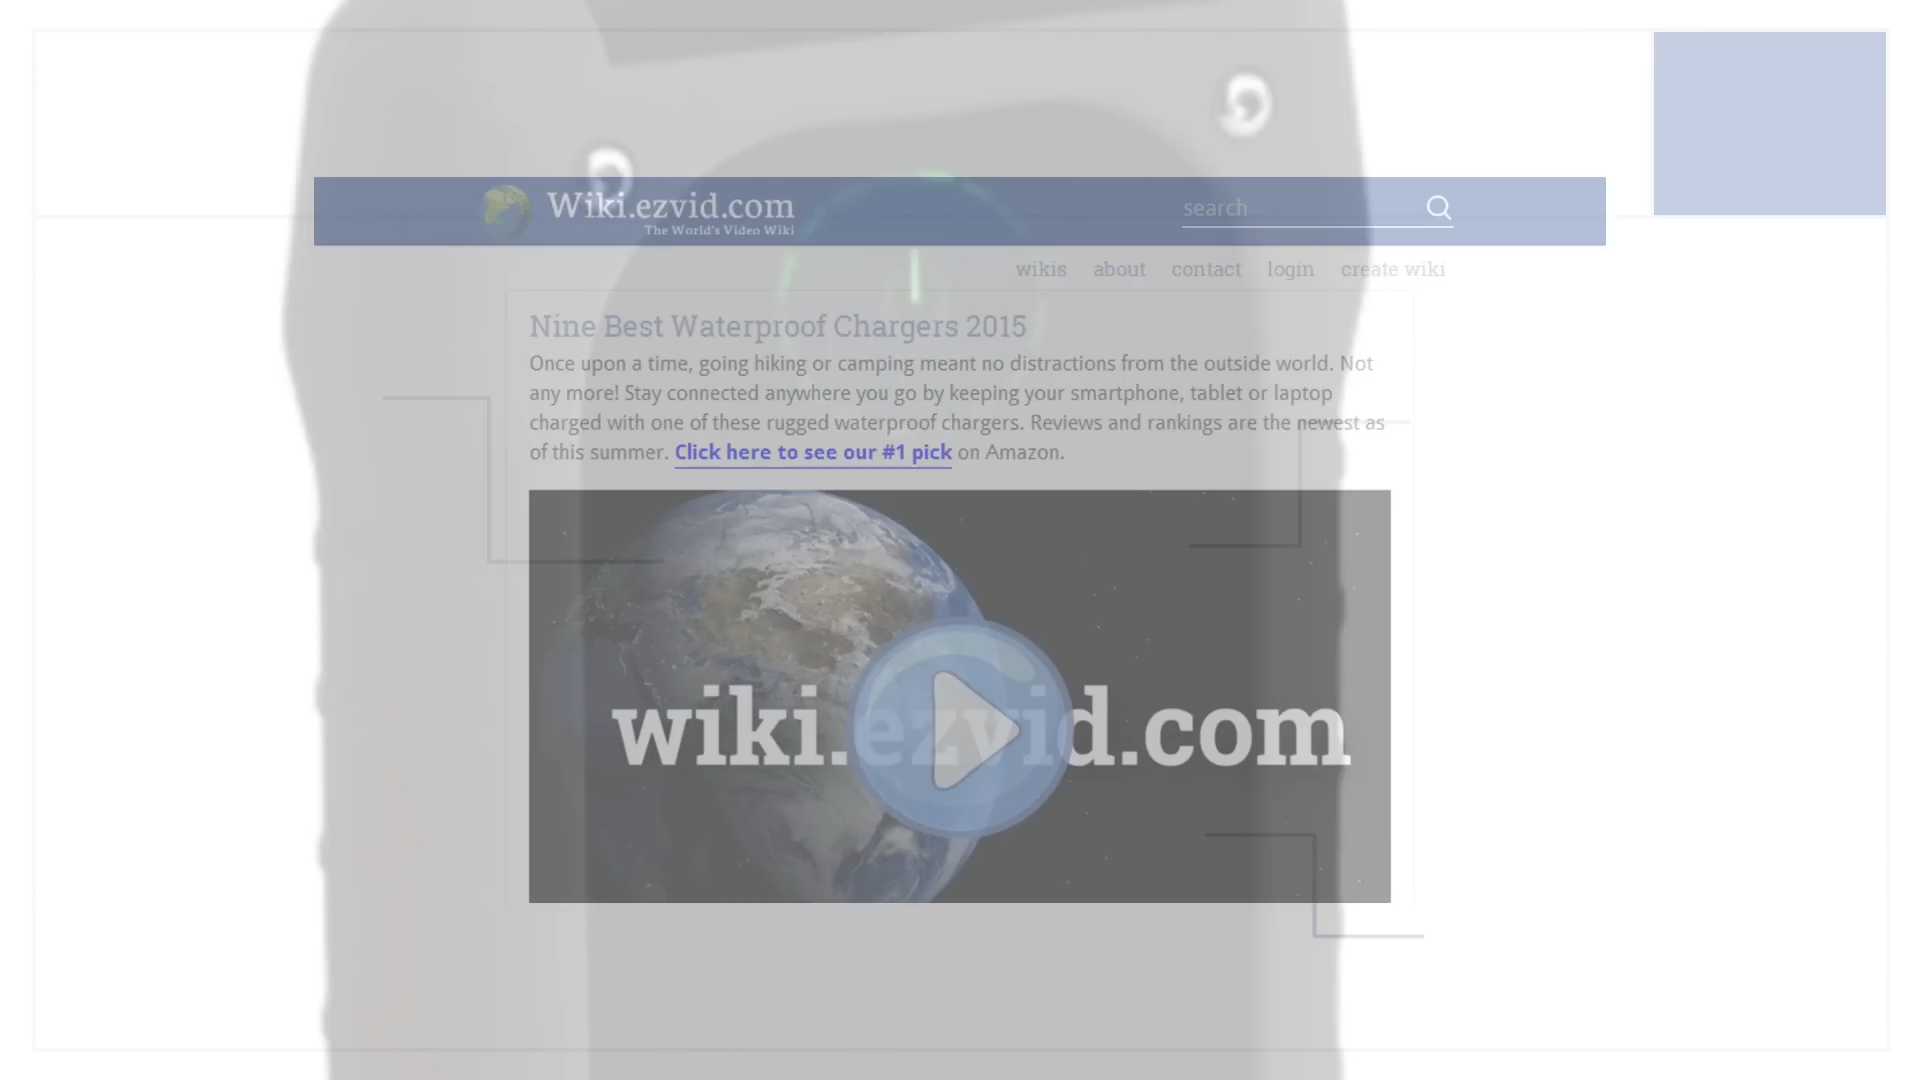 Wiki.ezvid.com
The World's Video Wiki
search
wikis about contact login create wiki
Nine Best Waterproof Chargers 2015
Once upon a time, going hiking or camping meant no distractions from the outside world. Not
any more! Stay connected anywhere you go by keeping your smartphone, tablet or laptop
charged with one of these rugged waterproof chargers. Reviews and rankings are the newest as
of this summer. Click here to see our #1 pick on Amazon.
wiki.ezvid.com